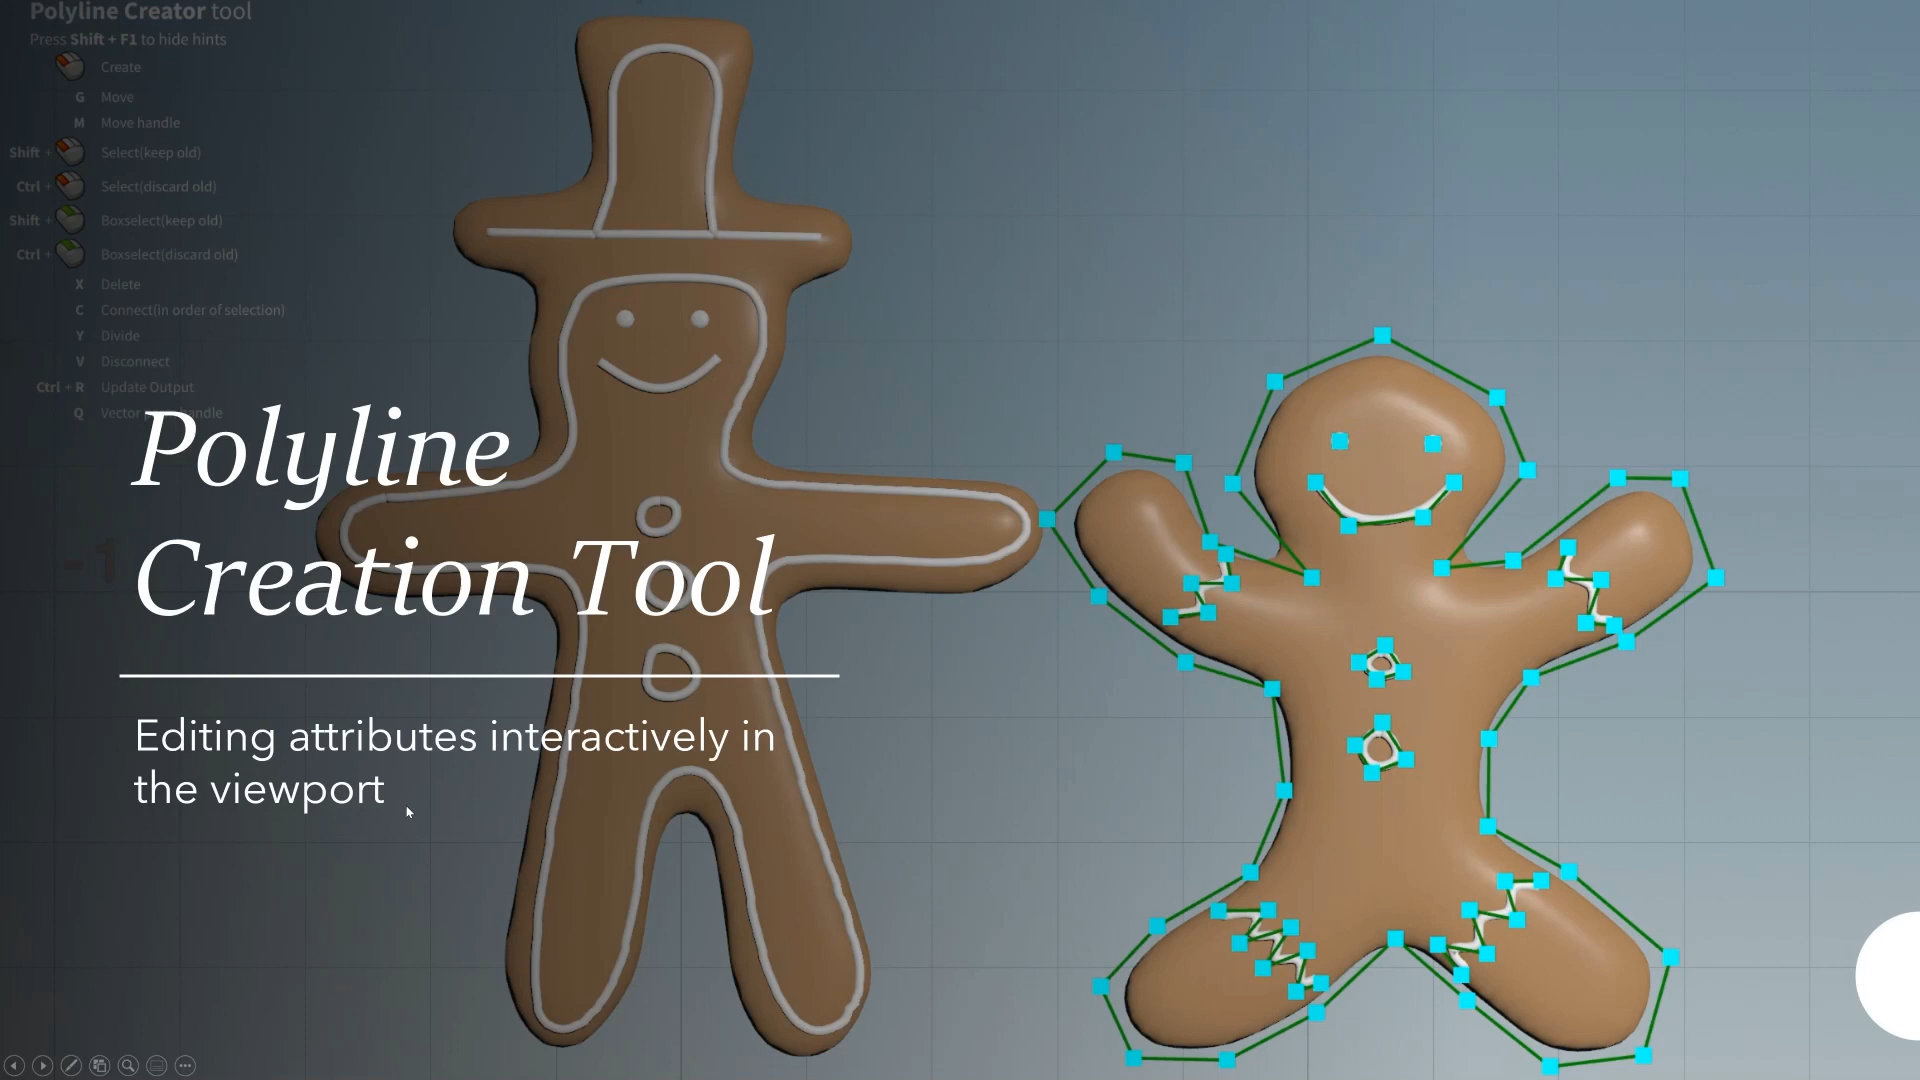 Polyline Creator tool
Press Shift + F1 to hide hints
Create
G Move
M Move handle
Shift + Select(keep old)
Ctrl + Select(discard old)
Shift + Boxselect(keep old)
Ctrl + Boxselect(discard old)
X Delete
C Connect(in order of selection)
Y Divide
V Disconnect
Ctrl + R Update Output
Q Vector handle
Polyline
Creation Tool
Editing attributes interactively in
the viewport
-1